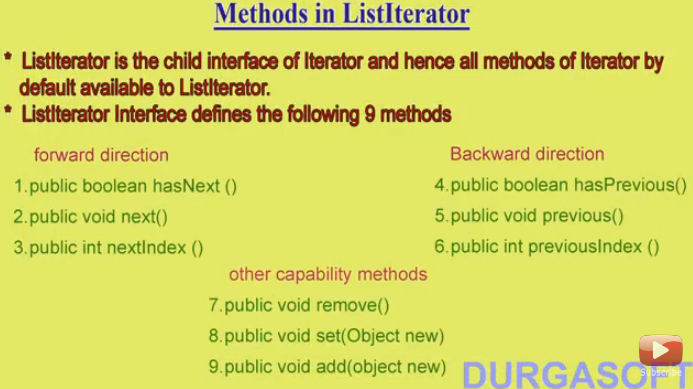 Methods in ListIterator
* ListIterator is the child interface of Iterator and hence all methods of Iterator by
default available to ListIterator.
* ListIterator Interface defines the following 9 methods
forward direction
1.public boolean hasNext ()
2.public void next()
3.public int nextIndex ()
Backward direction
4.public boolean hasPrevious()
5.public void previous()
6.public int previousIndex ()
other capability methods
7.public void remove()
8.public void set(Object new)
9.public void add(object new)
DURGASOFT
Subscribe